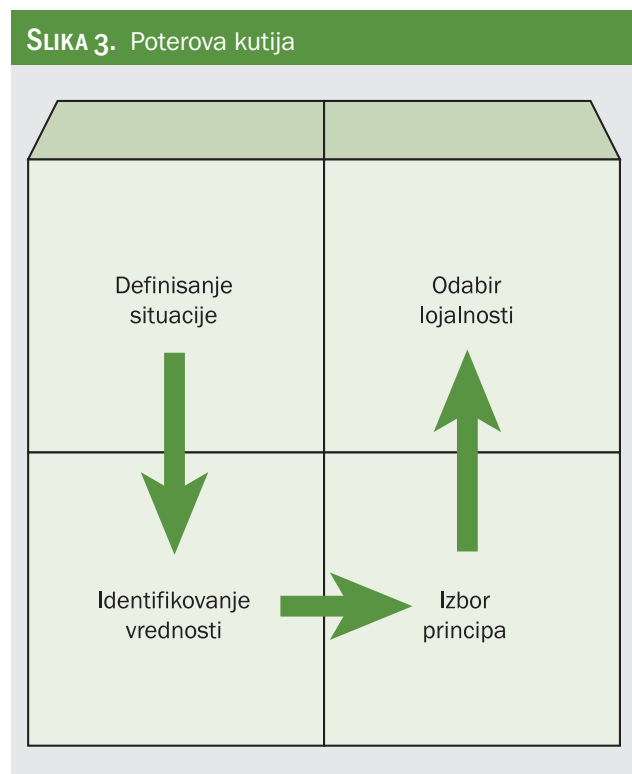 SLIKA 3. Poterova kutija
Definisanje
situacije
Odabir
lojalnosti
Identifikovanje
vrednosti
Izbor
principa